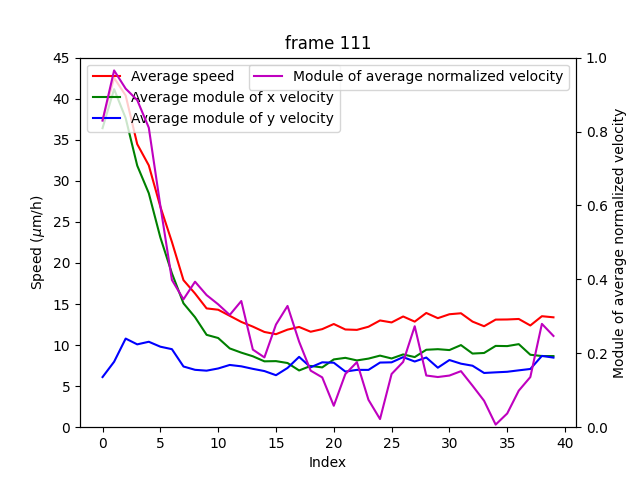 frame 111
Average speed
Average module of x velocity
Average module of y velocity
Module of average normalized velocity
45
40
35
30
25
20
15
10
5
0
Speed (μm/h)
1.0
0.8
0.6
0.4
0.2
0.0
Module of average normalized velocity
0 5 10 15 20 25 30 35 40
Index